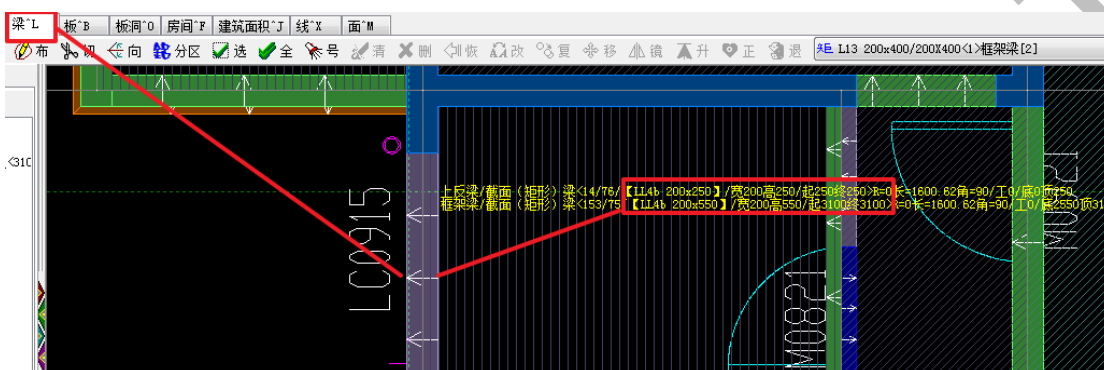 梁^L 板^B 板洞^O 房间^F 建筑面积^J 线^X 面^M
布 切 向 分区 选 全 号 清 删 恢 改 复 移 镜 升 正 退 矩 L13 200x400/200X400<1>框架梁[2]
<310
上反梁/截面（矩形）梁<14/76/【LL4b 200x250】/宽200高250/起250终250>R=0长=1600.62角=90/工0/底0顶250
框架梁/截面（矩形）梁<153/75/【LL4b 200x550】/宽200高550/起3100终3100>R=0长=1600.62角=90/工0/底2550顶31
LC0915
M0821
M0821